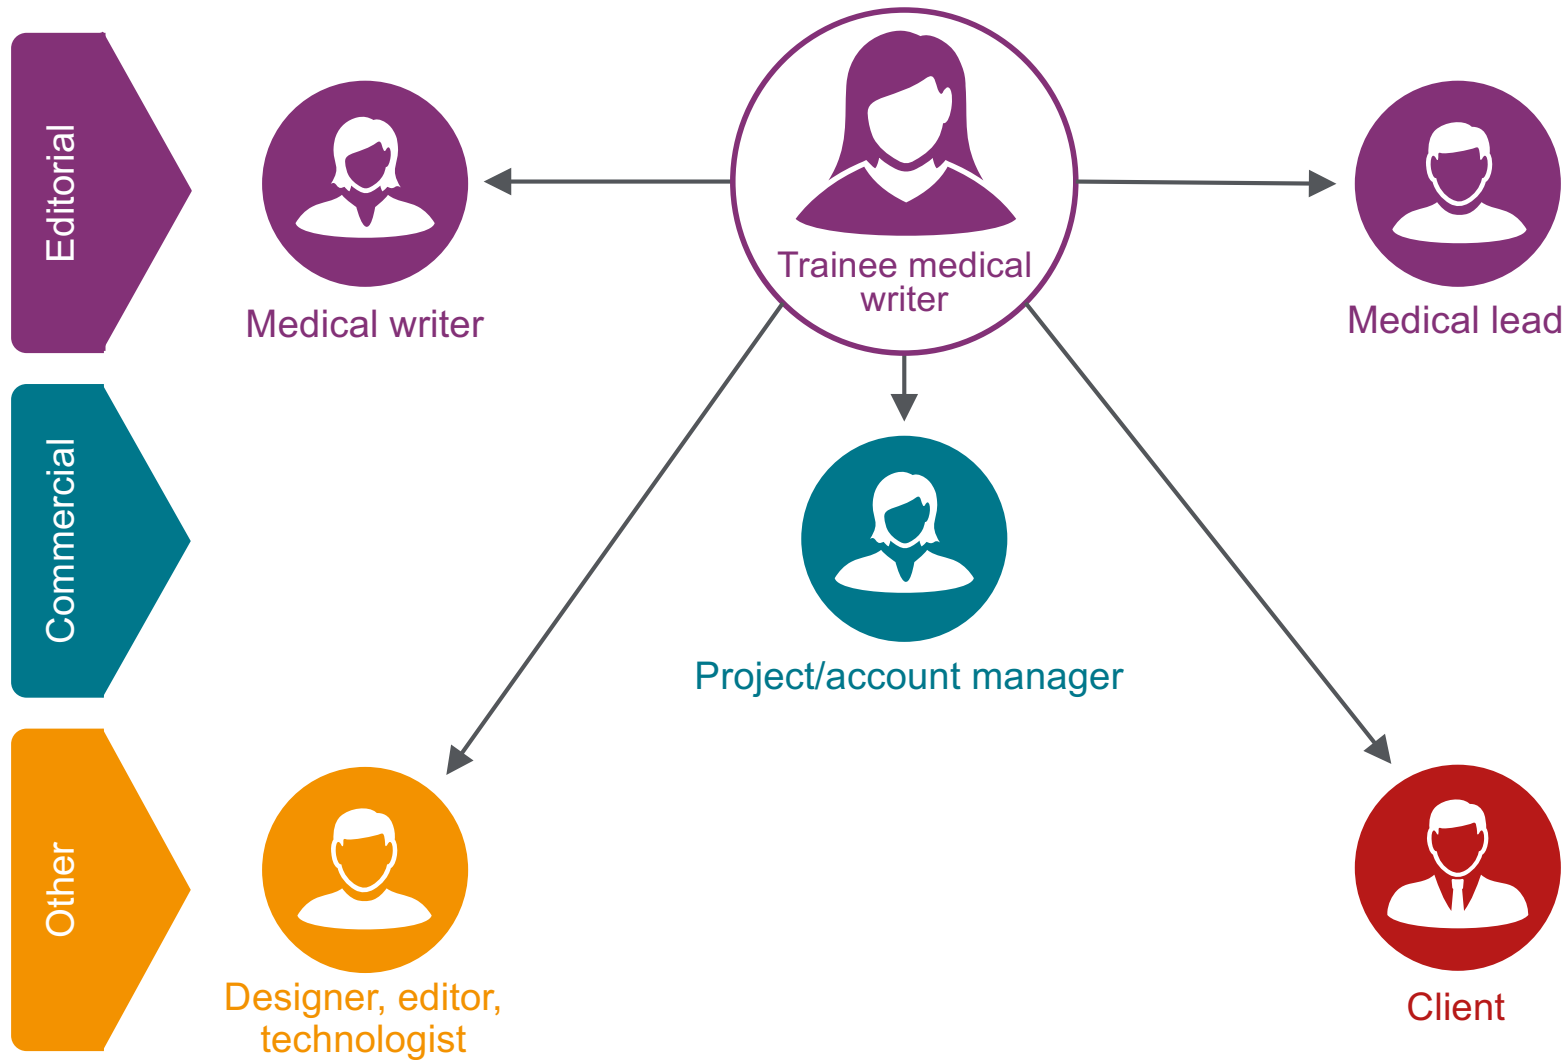 Editorial
Trainee medical
writer
Medical writer
Medical lead
Commercial
Project/account manager
Other
Designer, editor,
technologist
Client